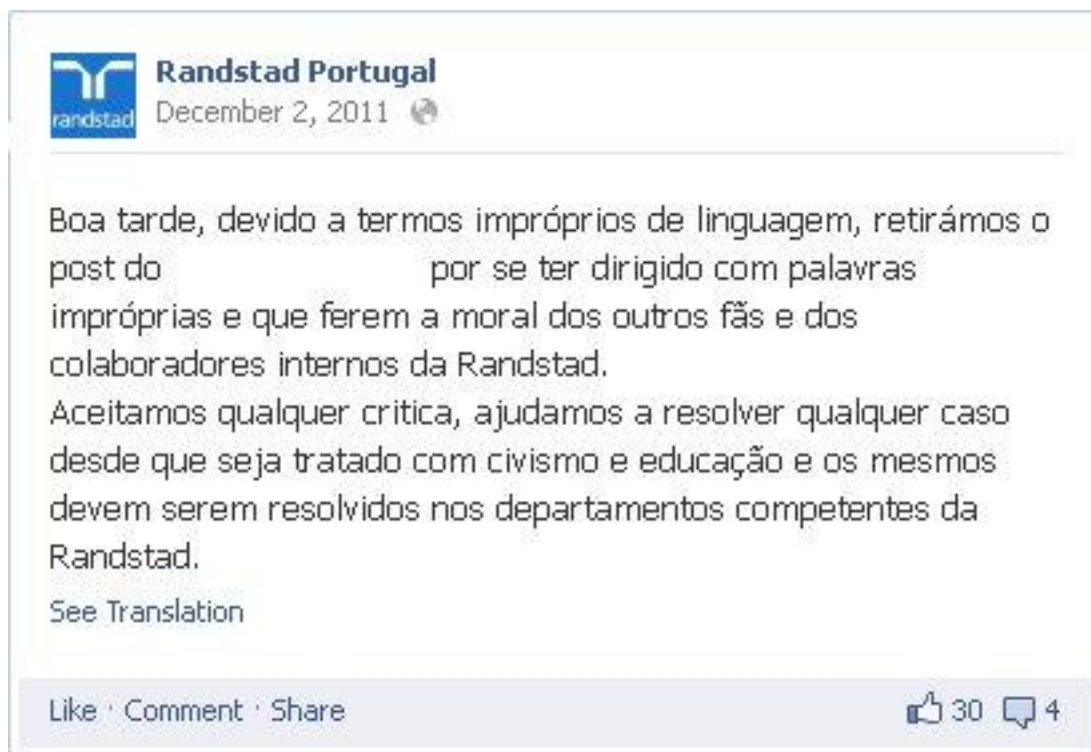 randstad
Randstad Portugal
December 2, 2011
Boa tarde, devido a termos impróprios de linguagem, retirámos o
post do por se ter dirigido com palavras
impróprias e que ferem a moral dos outros fãs e dos
colaboradores internos da Randstad.
Aceitamos qualquer critica, ajudamos a resolver qualquer caso
desde que seja tratado com civismo e educação e os mesmos
devem serem resolvidos nos departamentos competentes da
Randstad.
See Translation
Like · Comment · Share 30 4